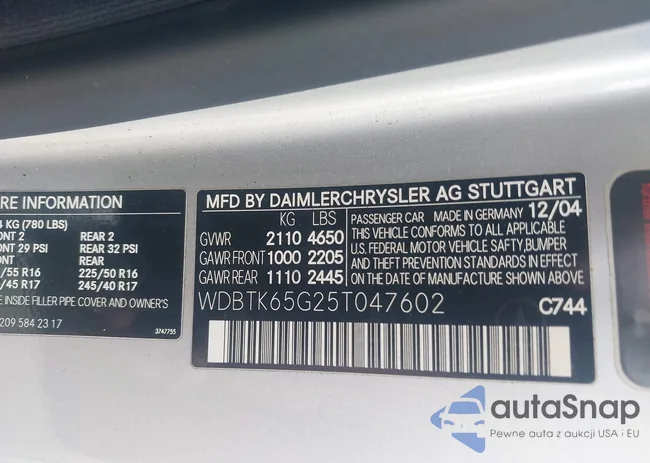 RE INFORMATION
KG (780 LBS)
ONT 2 REAR 2
ONT 29 PSI REAR 32 PSI
ONT REAR
/55 R16 225/50 R16
/45 R17 245/40 R17
E INSIDE FILLER PIPE COVER AND OWNER'S
209 584 23 17
3747755
MFD BY DAIMLERCHRYSLER AG STUTTGART
KG LBS
GVWR 2110 4650
GAWR FRONT 1000 2205
GAWR REAR 1110 2445
PASSENGER CAR MADE IN GERMANY 12/04
THIS VEHICLE CONFORMS TO ALL APPLICABLE
U.S. FEDERAL MOTOR VEHICLE SAFTY,BUMPER
AND THEFT PREVENTION STANDARDS IN EFFECT
ON THE DATE OF MANUFACTURE SHOWN ABOVE.
WDBTK65G25T047602
C744
autaSnap
Pewne auta z aukcji USA i EU